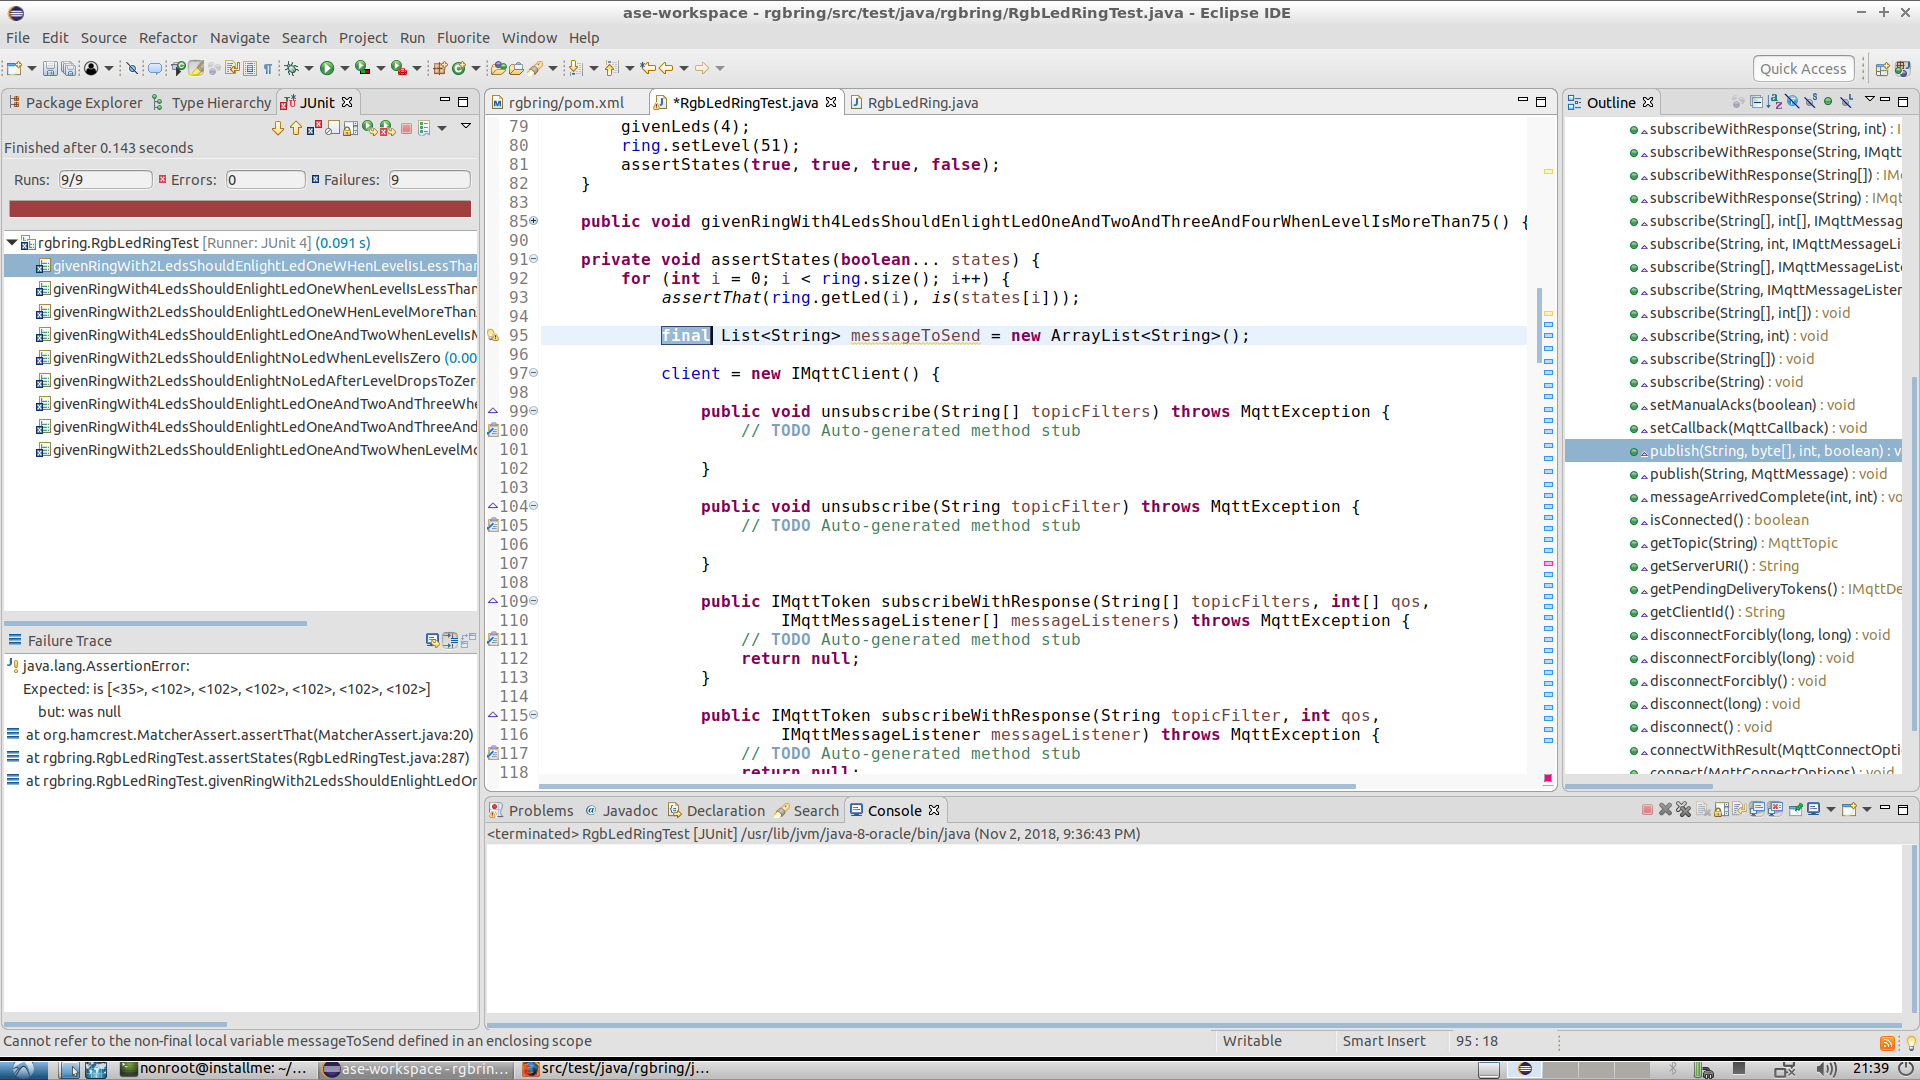 ase-workspace - rgbring/src/test/java/rgbring/RgbLedRingTest.java - Eclipse IDE
File Edit Source Refactor Navigate Search Project Run Fluorite Window Help
Quick Access
Package Explorer Type Hierarchy JUnit
Finished after 0.143 seconds
Runs: 9/9 Errors: 0 Failures: 9
rgbring.RgbLedRingTest [Runner: JUnit 4] (0.091 s)
givenRingWith2LedsShouldEnlightLedOneWHenLevelIsLessThan
givenRingWith4LedsShouldEnlightLedOneWhenLevelIsLessThan
givenRingWith2LedsShouldEnlightLedOneWHenLevelMoreThan
givenRingWith4LedsShouldEnlightLedOneAndTwoWhenLevelIsM
givenRingWith2LedsShouldEnlightNoLedWhenLevelIsZero (0.00
givenRingWith2LedsShouldEnlightNoLedAfterLevelDropsToZer
givenRingWith4LedsShouldEnlightLedOneAndTwoAndThreeWhe
givenRingWith4LedsShouldEnlightLedOneAndTwoAndThreeAnd
givenRingWith2LedsShouldEnlightLedOneAndTwoWhenLevelMo
Failure Trace
java.lang.AssertionError:
Expected: is [<35>, <102>, <102>, <102>, <102>, <102>, <102>]
but: was null
at org.hamcrest.MatcherAssert.assertThat(MatcherAssert.java:20)
at rgbring.RgbLedRingTest.assertStates(RgbLedRingTest.java:287)
at rgbring.RgbLedRingTest.givenRingWith2LedsShouldEnlightLedOr
rgbring/pom.xml *RgbLedRingTest.java RgbLedRing.java
79 givenLeds(4);
80 ring.setLevel(51);
81 assertStates(true, true, true, false);
82 }
83
85 public void givenRingWith4LedsShouldEnlightLedOneAndTwoAndThreeAndFourWhenLevelIsMoreThan75() {
90
91 private void assertStates(boolean... states) {
92 for (int i = 0; i < ring.size(); i++) {
93 assertThat(ring.getLed(i), is(states[i]));
94
95 final List<String> messageToSend = new ArrayList<String>();
96
97 client = new IMqttClient() {
98
99 public void unsubscribe(String[] topicFilters) throws MqttException {
100 // TODO Auto-generated method stub
101
102 }
103
104 public void unsubscribe(String topicFilter) throws MqttException {
105 // TODO Auto-generated method stub
106
107 }
108
109 public IMqttToken subscribeWithResponse(String[] topicFilters, int[] qos,
110 IMqttMessageListener[] messageListeners) throws MqttException {
111 // TODO Auto-generated method stub
112 return null;
113 }
114
115 public IMqttToken subscribeWithResponse(String topicFilter, int qos,
116 IMqttMessageListener messageListener) throws MqttException {
117 // TODO Auto-generated method stub
118 return null;
Outline
subscribeWithResponse(String, int) : I
subscribeWithResponse(String, IMqtt
subscribeWithResponse(String[]) : IMq
subscribeWithResponse(String) : IMqt
subscribe(String[], int[], IMqttMessag
subscribe(String, int, IMqttMessageLi
subscribe(String[], IMqttMessageListe
subscribe(String, IMqttMessageListener
subscribe(String[], int[]) : void
subscribe(String, int) : void
subscribe(String[]) : void
subscribe(String) : void
setManualAcks(boolean) : void
setCallback(MqttCallback) : void
publish(String, byte[], int, boolean) : v
publish(String, MqttMessage) : void
messageArrivedComplete(int, int) : vo
isConnected() : boolean
getTopic(String) : MqttTopic
getServerURI() : String
getPendingDeliveryTokens() : IMqttDe
getClientId() : String
disconnectForcibly(long, long) : void
disconnectForcibly(long) : void
disconnectForcibly() : void
disconnect(long) : void
disconnect() : void
connectWithResult(MqttConnectOpti
connect(MqttConnectOptions) : void
Problems Javadoc Declaration Search Console
<terminated> RgbLedRingTest [JUnit] /usr/lib/jvm/java-8-oracle/bin/java (Nov 2, 2018, 9:36:43 PM)
Cannot refer to the non-final local variable messageToSend defined in an enclosing scope
Writable Smart Insert 95 : 18
nonroot@installme: ~/... ase-workspace - rgbrin... src/test/java/rgbring/j... 21:39